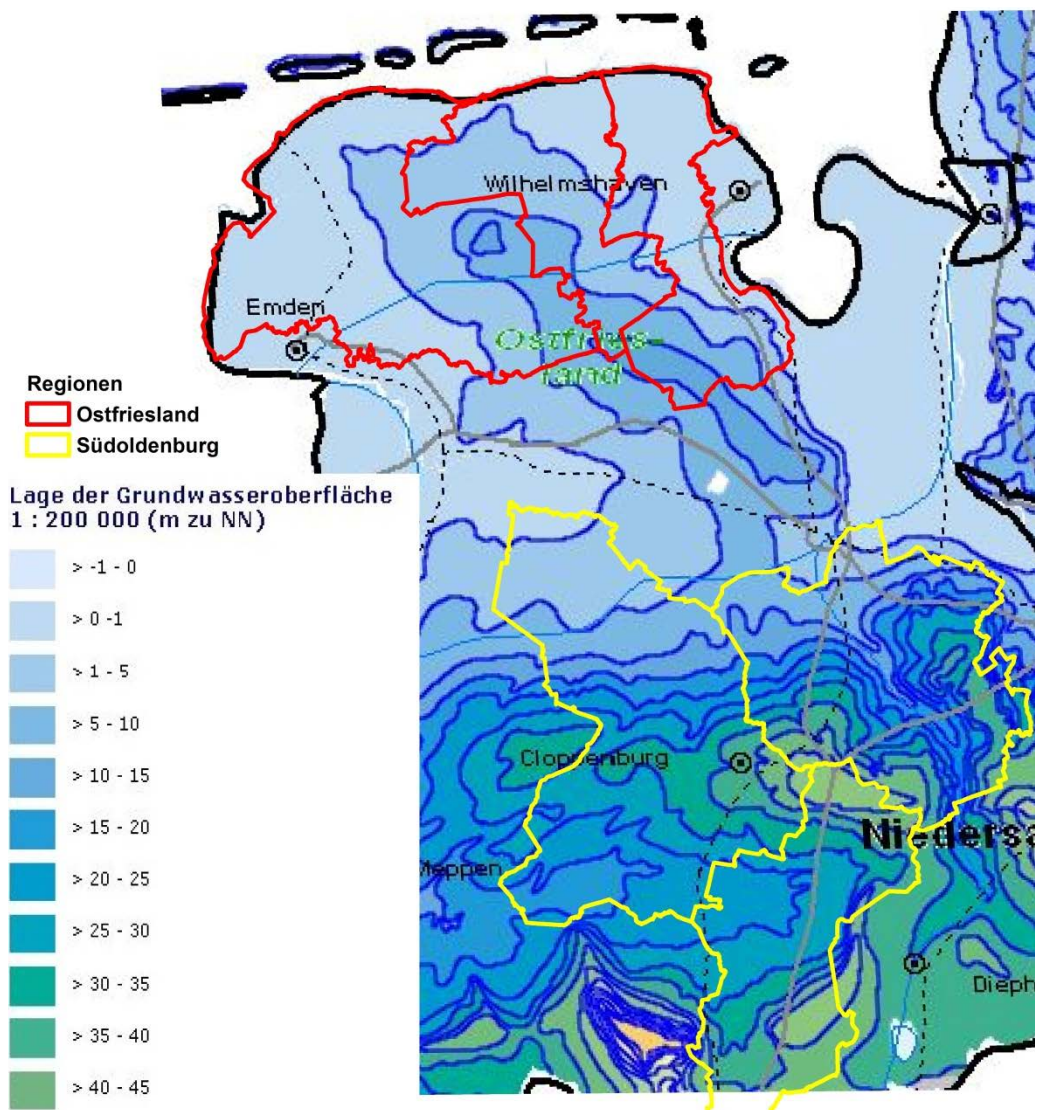 Wilhelmshaven
Emden
Ostfries-
land
Regionen
Ostfriesland
Südoldenburg
Lage der Grundwasseroberfläche
1 : 200 000 (m zu NN)
> -1 - 0
> 0 -1
> 1 - 5
> 5 - 10
> 10 - 15
> 15 - 20
> 20 - 25
> 25 - 30
> 30 - 35
> 35 - 40
> 40 - 45
Cloppenburg
Niedersa
Meppen
Dieph